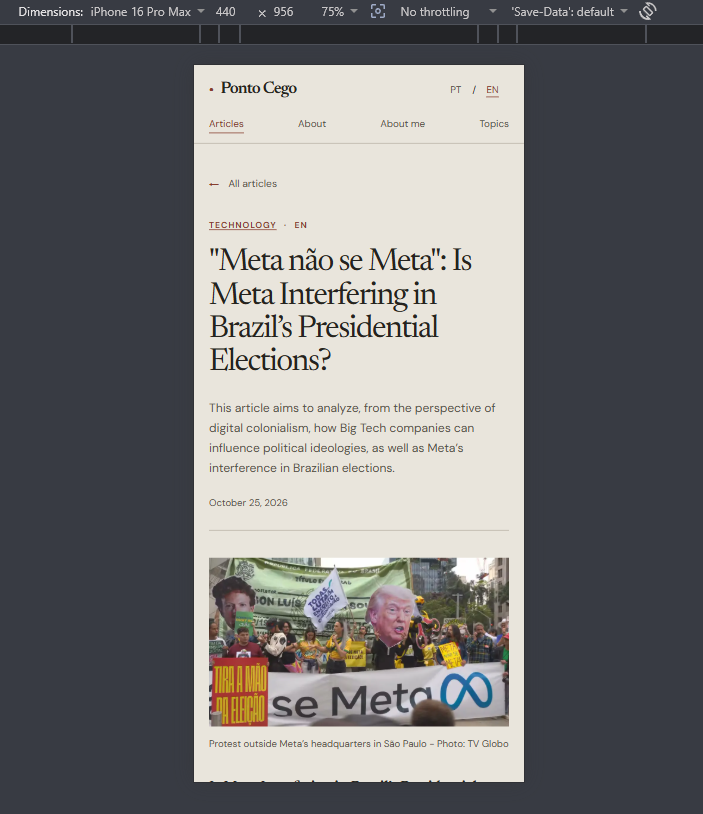 Dimensions: iPhone 16 Pro Max 440 × 956 75% No throttling 'Save-Data': default
• Ponto Cego PT / EN
Articles About About me Topics
← All articles
TECHNOLOGY · EN
"Meta não se Meta": Is
Meta Interfering in
Brazil's Presidential
Elections?
This article aims to analyze, from the perspective of
digital colonialism, how Big Tech companies can
influence political ideologies, as well as Meta's
interference in Brazilian elections.
October 25, 2026
TÍTULO
SON LUÍS
TODAS
TIRA A MÃO
DA ELEIÇÃO
se Meta
Protest outside Meta's headquarters in São Paulo – Photo: TV Globo